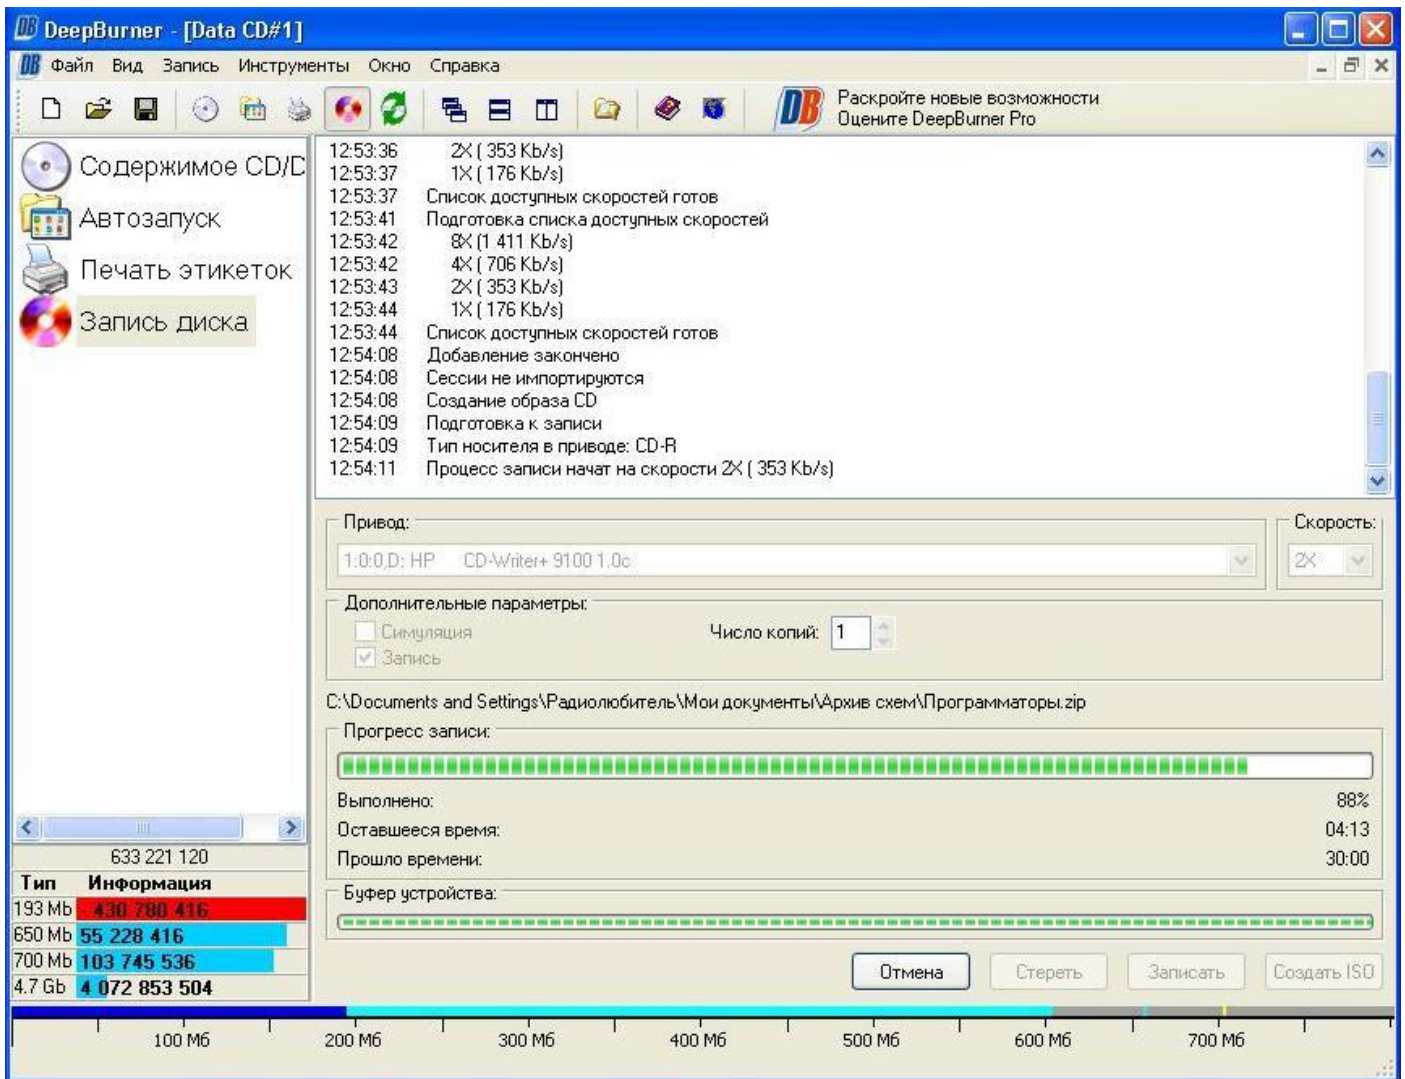 DeepBurner - [Data CD#1]
Файл Вид Запись Инструменты Окно Справка
DB Раскройте новые возможности
Оцените DeepBurner Pro
Содержимое CD/D
Автозапуск
Печать этикеток
Запись диска
12:53:36 2X ( 353 Kb/s)
12:53:37 1X ( 176 Kb/s)
12:53:37 Список доступных скоростей готов
12:53:41 Подготовка списка доступных скоростей
12:53:42 8X (1 411 Kb/s)
12:53:42 4X ( 706 Kb/s)
12:53:43 2X ( 353 Kb/s)
12:53:44 1X ( 176 Kb/s)
12:53:44 Список доступных скоростей готов
12:54:08 Добавление закончено
12:54:08 Сессии не импортируются
12:54:08 Создание образа CD
12:54:09 Подготовка к записи
12:54:09 Тип носителя в приводе: CD-R
12:54:11 Процесс записи начат на скорости 2X ( 353 Kb/s)
Привод: Скорость:
1:0:0,D: HP CD-Writer+ 9100 1.0c 2X
Дополнительные параметры:
Симуляция Число копий: 1
Запись
C:\Documents and Settings\Радиолюбитель\Мои документы\Архив схем\Программаторы.zip
Прогресс записи:
Выполнено: 88%
Оставшееся время: 04:13
Прошло времени: 30:00
Буфер устройства:
Отмена Стереть Записать Создать ISO
633 221 120
Тип Информация
193 Mb - 430 780 416
650 Mb 55 228 416
700 Mb 103 745 536
4.7 Gb 4 072 853 504
100 Мб 200 Мб 300 Мб 400 Мб 500 Мб 600 Мб 700 Мб